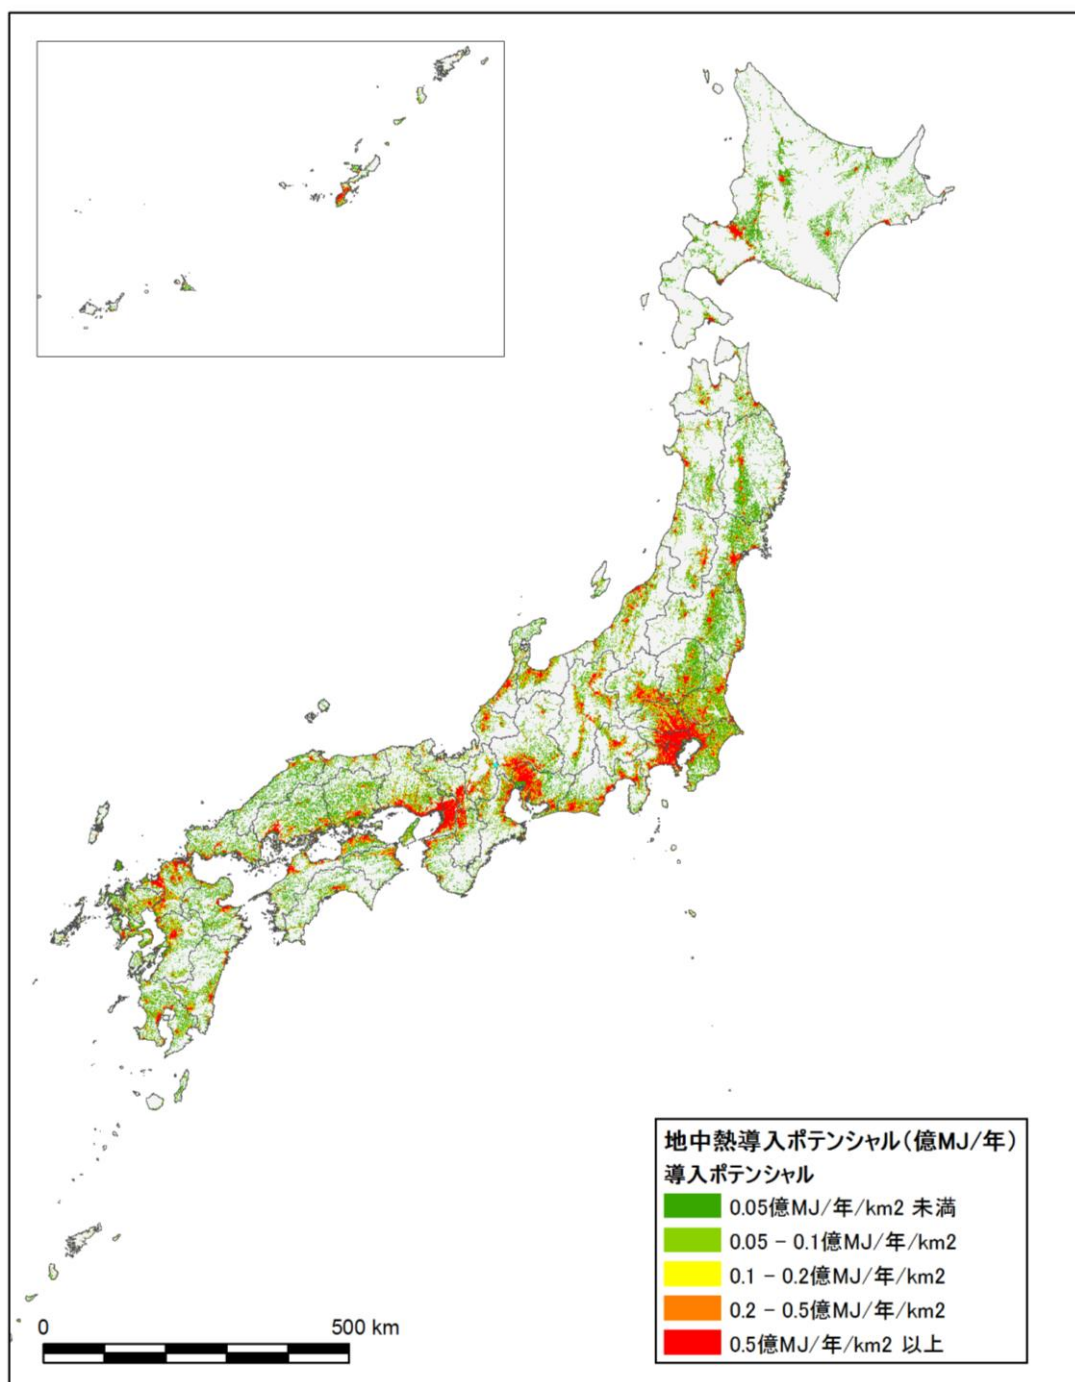 地中熱導入ポテンシャル(億MJ/年)
導入ポテンシャル
0.05億MJ/年/km2 未満
0.05 - 0.1億MJ/年/km2
0.1 - 0.2億MJ/年/km2
0.2 - 0.5億MJ/年/km2
0.5億MJ/年/km2 以上
0 500 km